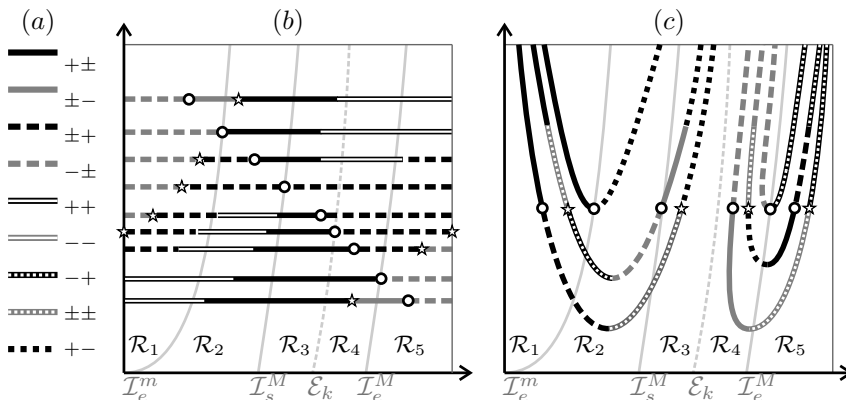 (a) (b) (c)
+±
±−
±+
−±
++
−−
−+
±±
+−
R₁ R₂ R₃ R₄ R₅
I_e^m I_s^M E_k I_e^M
R₁ R₂ R₃ R₄ R₅
I_e^m I_s^M E_k I_e^M